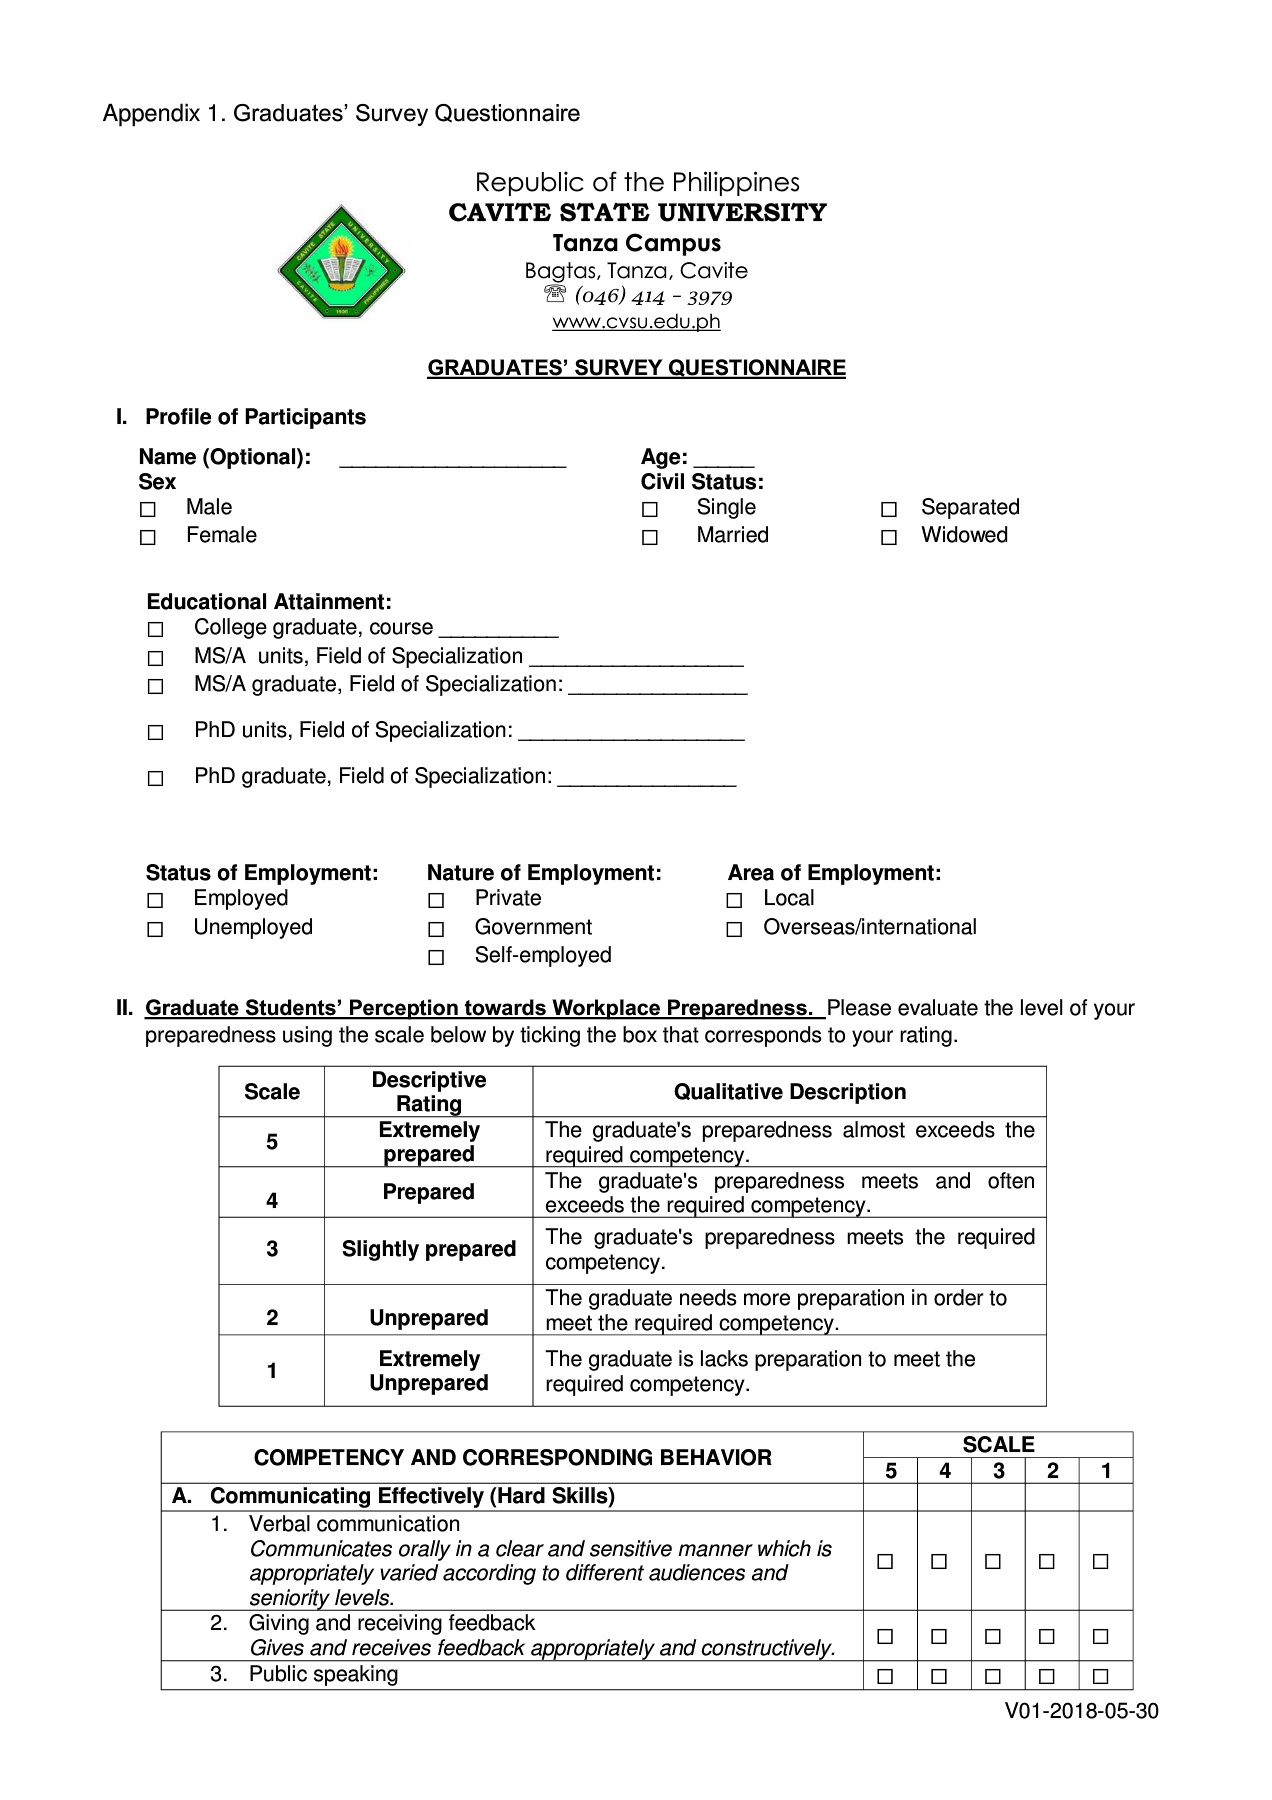 Appendix 1. Graduates’ Survey Questionnaire
Republic of the Philippines
CAVITE STATE UNIVERSITY
Tanza Campus
Bagtas, Tanza, Cavite
☏ (046) 414 – 3979
www.cvsu.edu.ph
CAVITE STATE UNIVERSITY
CAVITE PHILIPPINES
1906
GRADUATES’ SURVEY QUESTIONNAIRE
I. Profile of Participants
Name (Optional): ___________________ Age: _____
Sex Civil Status:
☐ Male ☐ Single ☐ Separated
☐ Female ☐ Married ☐ Widowed
Educational Attainment:
☐ College graduate, course __________
☐ MS/A units, Field of Specialization __________________
☐ MS/A graduate, Field of Specialization: _______________
☐ PhD units, Field of Specialization: ___________________
☐ PhD graduate, Field of Specialization: _______________
Status of Employment: Nature of Employment: Area of Employment:
☐ Employed ☐ Private ☐ Local
☐ Unemployed ☐ Government ☐ Overseas/international
☐ Self-employed
II. Graduate Students’ Perception towards Workplace Preparedness. Please evaluate the level of your
preparedness using the scale below by ticking the box that corresponds to your rating.
Scale Descriptive Rating Qualitative Description
5 Extremely prepared The graduate's preparedness almost exceeds the
required competency.
4 Prepared The graduate's preparedness meets and often
exceeds the required competency.
3 Slightly prepared The graduate's preparedness meets the required
competency.
2 Unprepared The graduate needs more preparation in order to
meet the required competency.
1 Extremely Unprepared The graduate is lacks preparation to meet the
required competency.
COMPETENCY AND CORRESPONDING BEHAVIOR SCALE
5 4 3 2 1
A. Communicating Effectively (Hard Skills)
1. Verbal communication
Communicates orally in a clear and sensitive manner which is
appropriately varied according to different audiences and
seniority levels.
☐ ☐ ☐ ☐ ☐
2. Giving and receiving feedback
Gives and receives feedback appropriately and constructively.
☐ ☐ ☐ ☐ ☐
3. Public speaking ☐ ☐ ☐ ☐ ☐
V01-2018-05-30